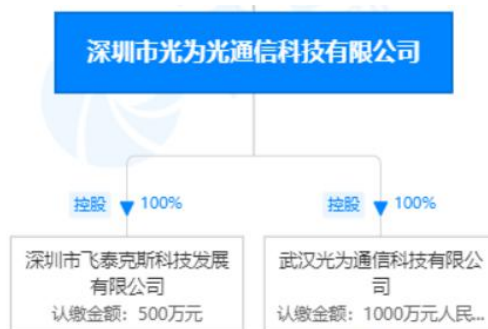 深圳市光为光通信科技有限公司
控股 100%
控股 100%
深圳市飞泰克斯科技发展
有限公司
认缴金额：500万元
武汉光为通信科技有限公
司
认缴金额：1000万元人民...